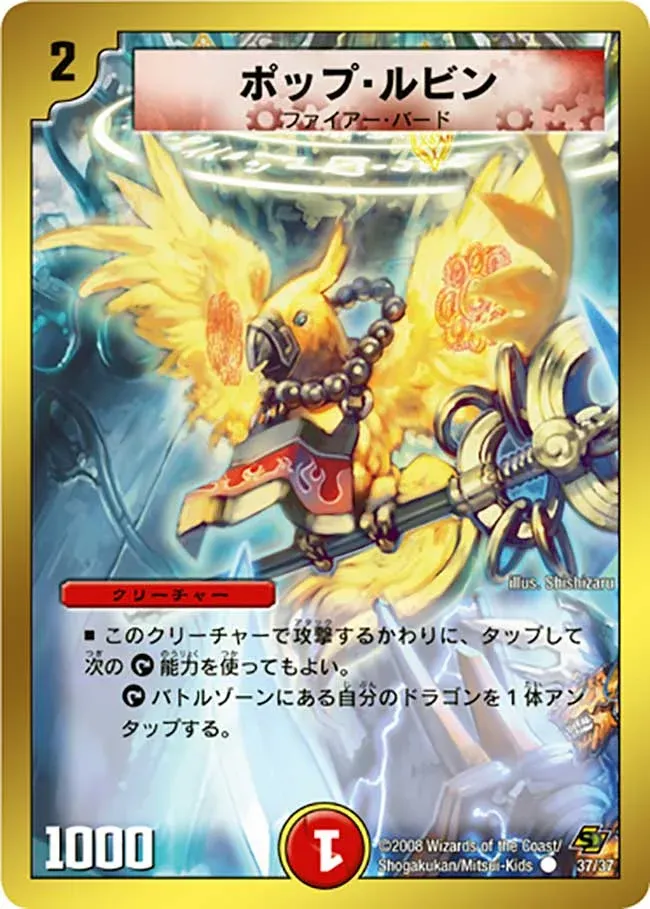 2
ポップ・ルビン
ファイアー・バード
illus. Shishizaru
クリーチャー
■ このクリーチャーで攻撃するかわりに、タップして
次の 能力を使ってもよい。
バトルゾーンにある自分のドラゴンを1体アン
タップする。
1000
1
©2008 Wizards of the Coast/
Shogakukan/Mitsui-Kids
37/37